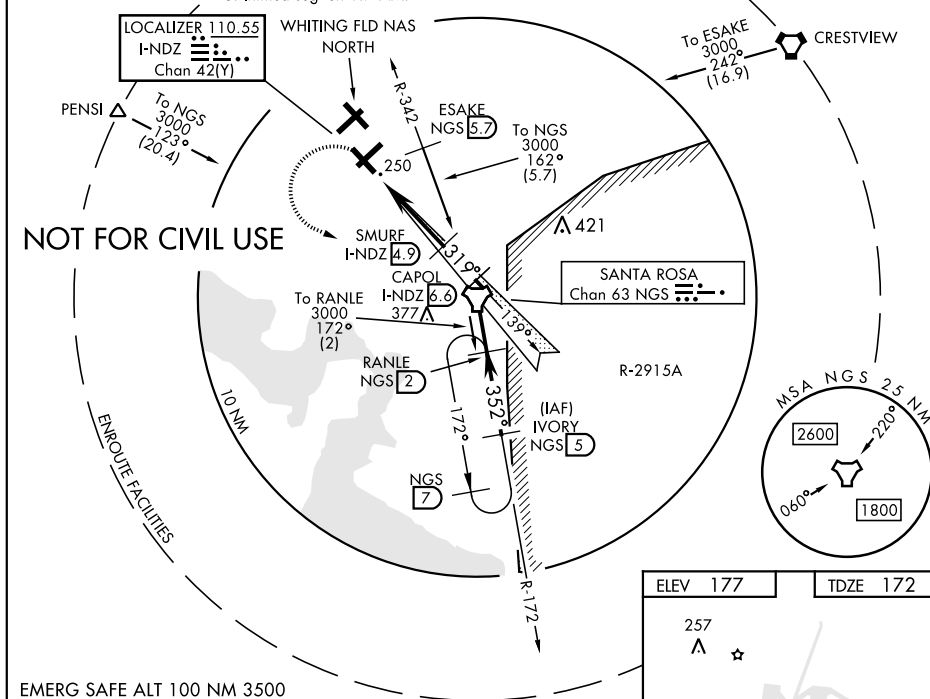 LOCALIZER 110.55
I-NDZ
Chan 42(Y)
WHITING FLD NAS
NORTH
To ESAKE
3000
242°
(16.9)
CRESTVIEW
PENSI
To NGS
3000
123°
(20.4)
R-342
ESAKE
NGS 5.7
To NGS
3000
162°
(5.7)
250
NOT FOR CIVIL USE
421
SMURF
I-NDZ 4.9
319°
CAPOL
I-NDZ 6.6
377
SANTA ROSA
Chan 63 NGS
139°
To RANLE
3000
172°
(2)
RANLE
NGS 2
R-2915A
352°
172°
(IAF)
IVORY
NGS 5
10 NM
NGS
7
ENROUTE FACILITIES
R-172
MSA NGS 25 NM
2600
220°
060°
1800
ELEV 177
TDZE 172
257
EMERG SAFE ALT 100 NM 3500